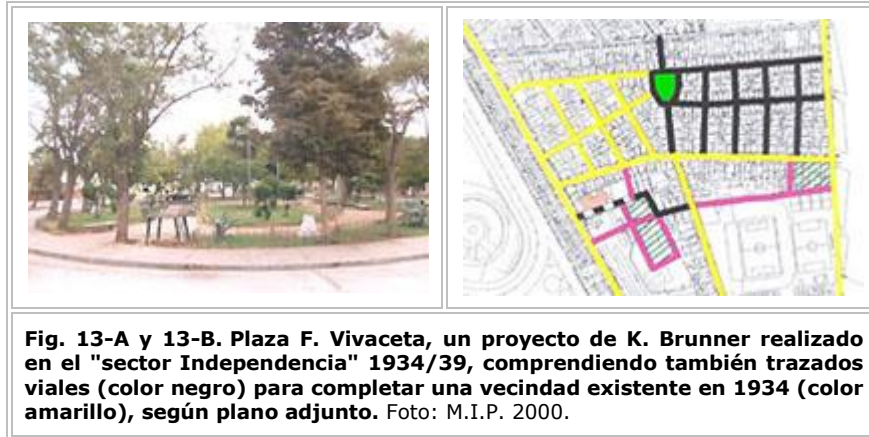 Fig. 13-A y 13-B. Plaza F. Vivaceta, un proyecto de K. Brunner realizado
en el "sector Independencia" 1934/39, comprendiendo también trazados
viales (color negro) para completar una vecindad existente en 1934 (color
amarillo), según plano adjunto. Foto: M.I.P. 2000.